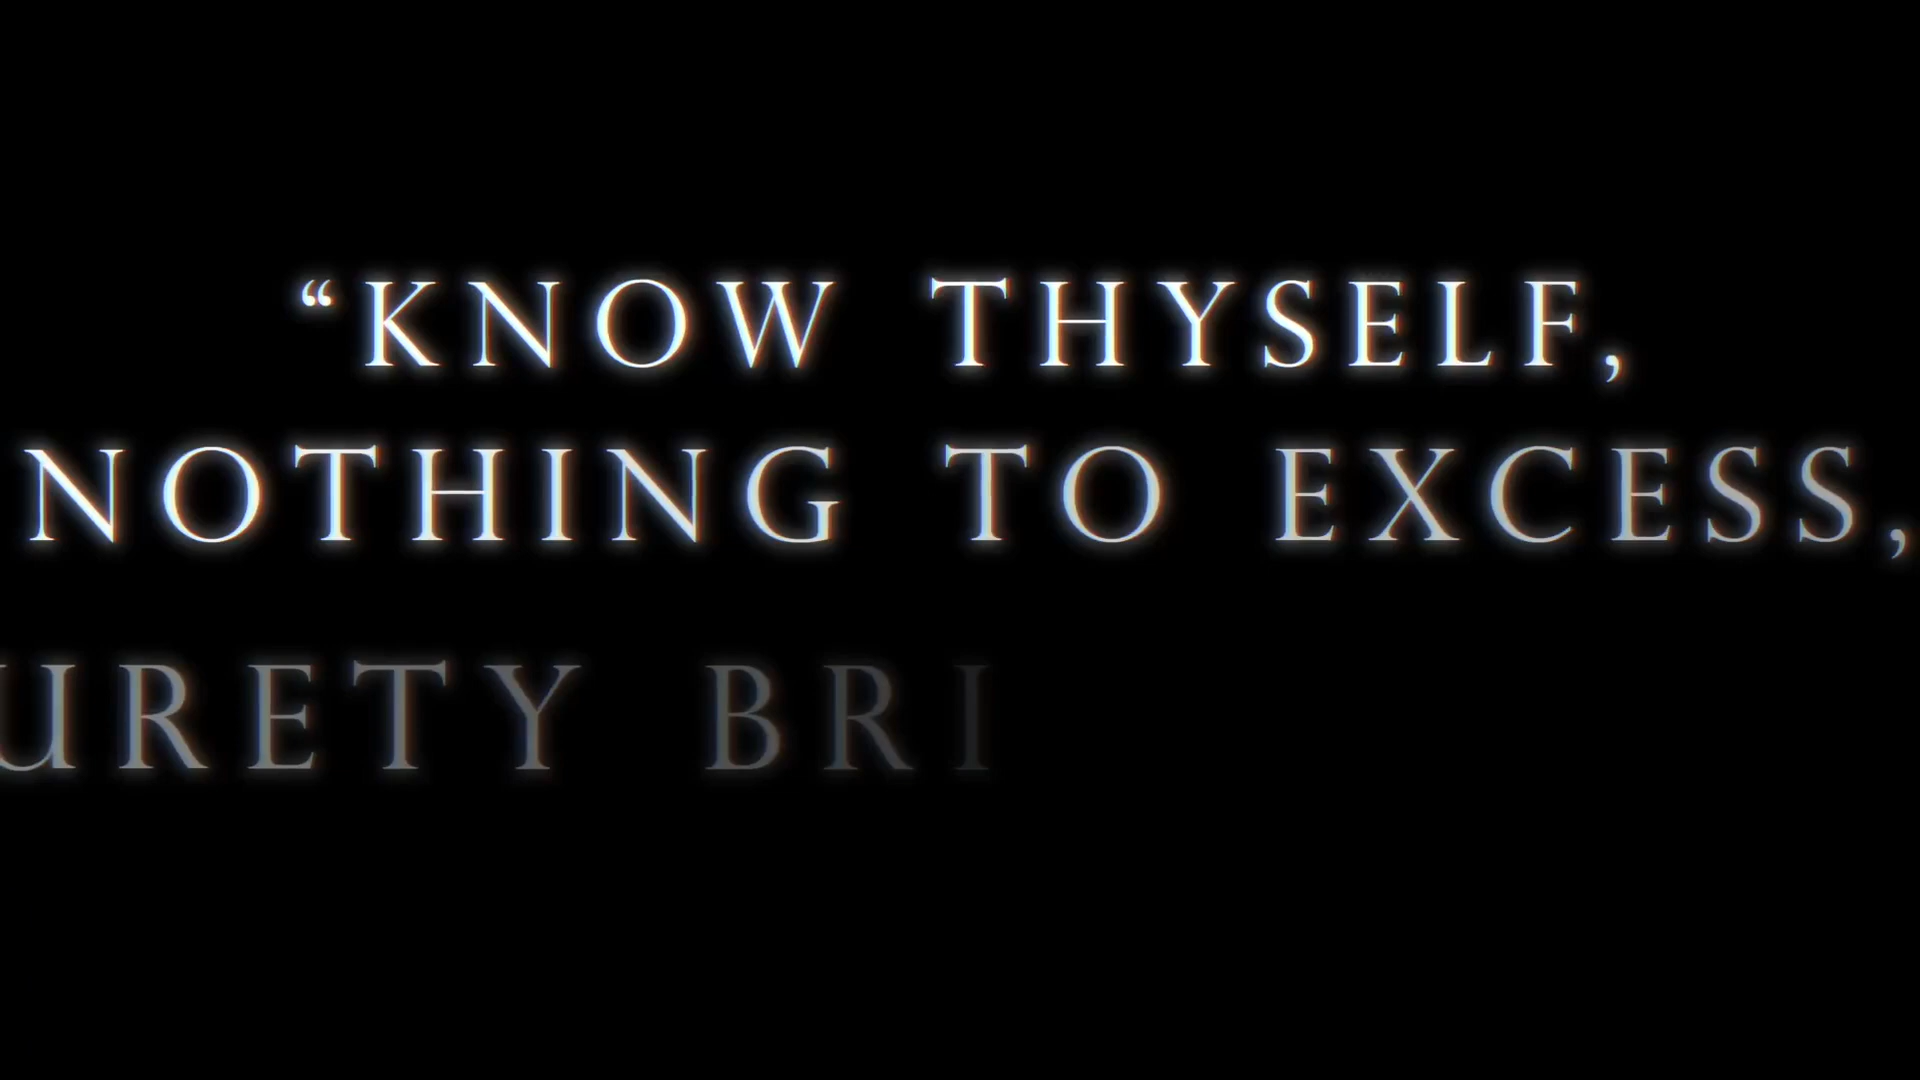 “KNOW THYSELF,
NOTHING TO EXCESS,
URETY BRI